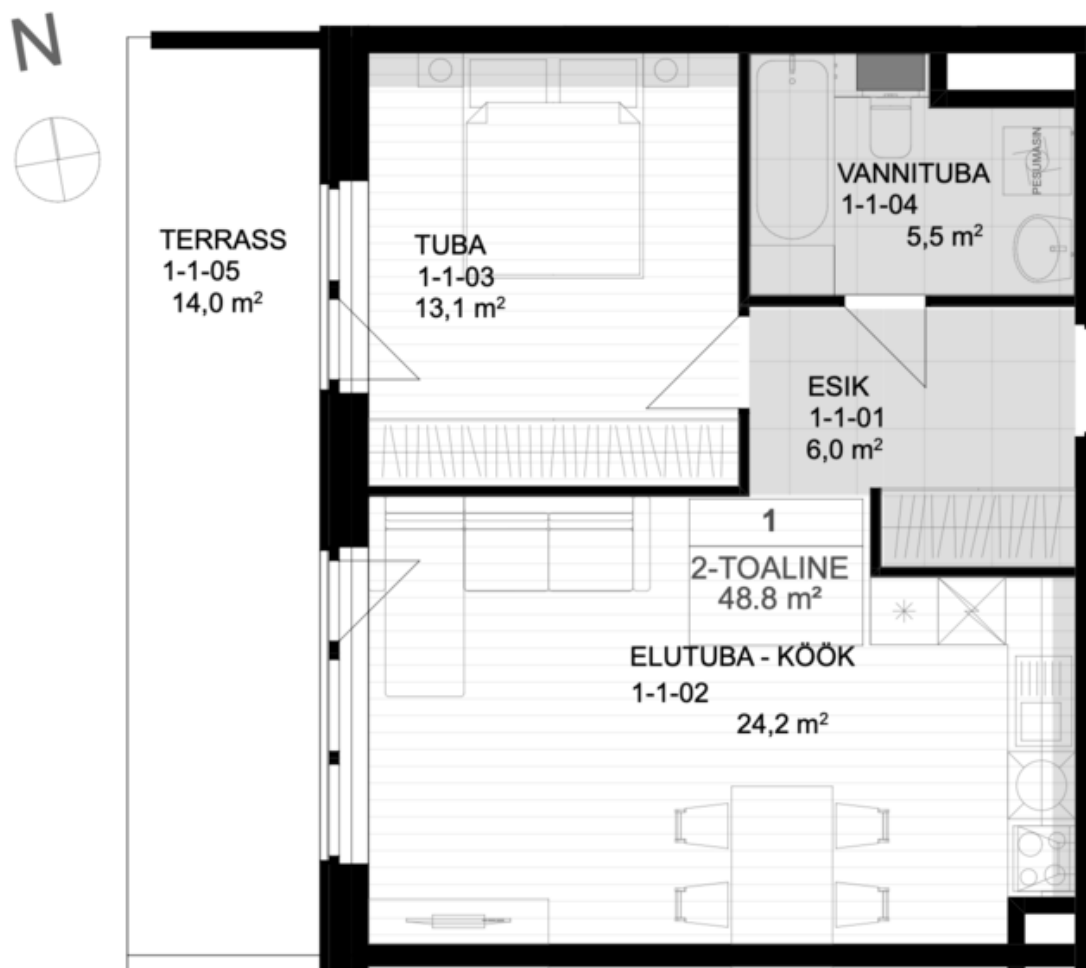 N
TERRASS
1-1-05
14,0 m²
TUBA
1-1-03
13,1 m²
VANNITUBA
1-1-04
5,5 m²
PESUMASIN
ESIK
1-1-01
6,0 m²
1
2-TOALINE
48.8 m²
ELUTUBA - KÖÖK
1-1-02
24,2 m²